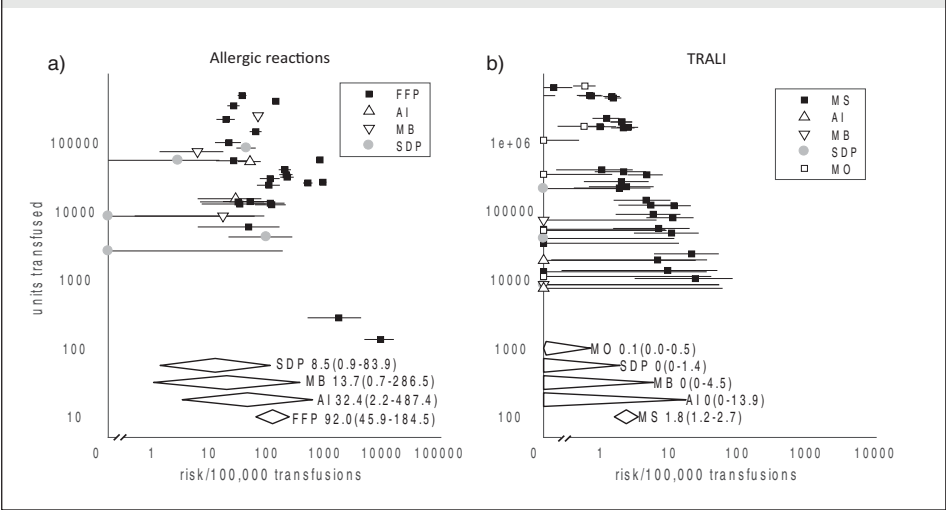 a)
Allergic reactions
FFP
AI
MB
SDP
100000
10000
1000
100
10
units transfused
SDP 8.5(0.9-83.9)
MB 13.7(0.7-286.5)
AI 32.4(2.2-487.4)
FFP 92.0(45.9-184.5)
0 1 10 100 1000 10000 100000
risk/100,000 transfusions
b)
TRALI
MS
AI
MB
SDP
MO
1e+06
100000
10000
1000
100
MO 0.1(0.0-0.5)
SDP 0(0-1.4)
MB 0(0-4.5)
AI 0(0-13.9)
MS 1.8(1.2-2.7)
0 1 10 100 1000 10000
risk/100,000 transfusions